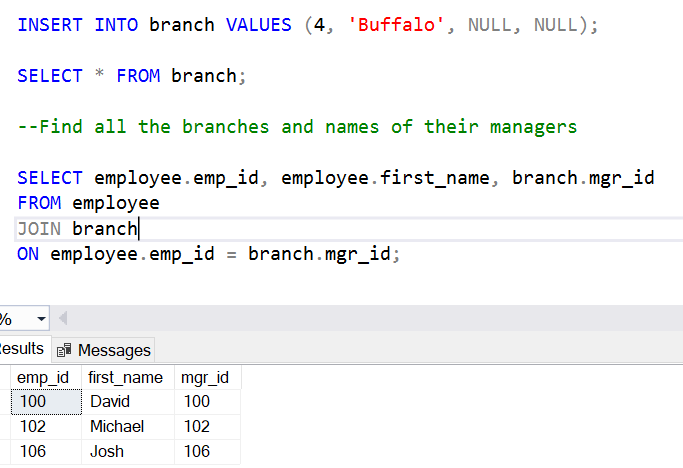 INSERT INTO branch VALUES (4, 'Buffalo', NULL, NULL);
SELECT * FROM branch;
--Find all the branches and names of their managers
SELECT employee.emp_id, employee.first_name, branch.mgr_id
FROM employee
JOIN branch
ON employee.emp_id = branch.mgr_id;
%
esults Messages
emp_id first_name mgr_id
100 David 100
102 Michael 102
106 Josh 106